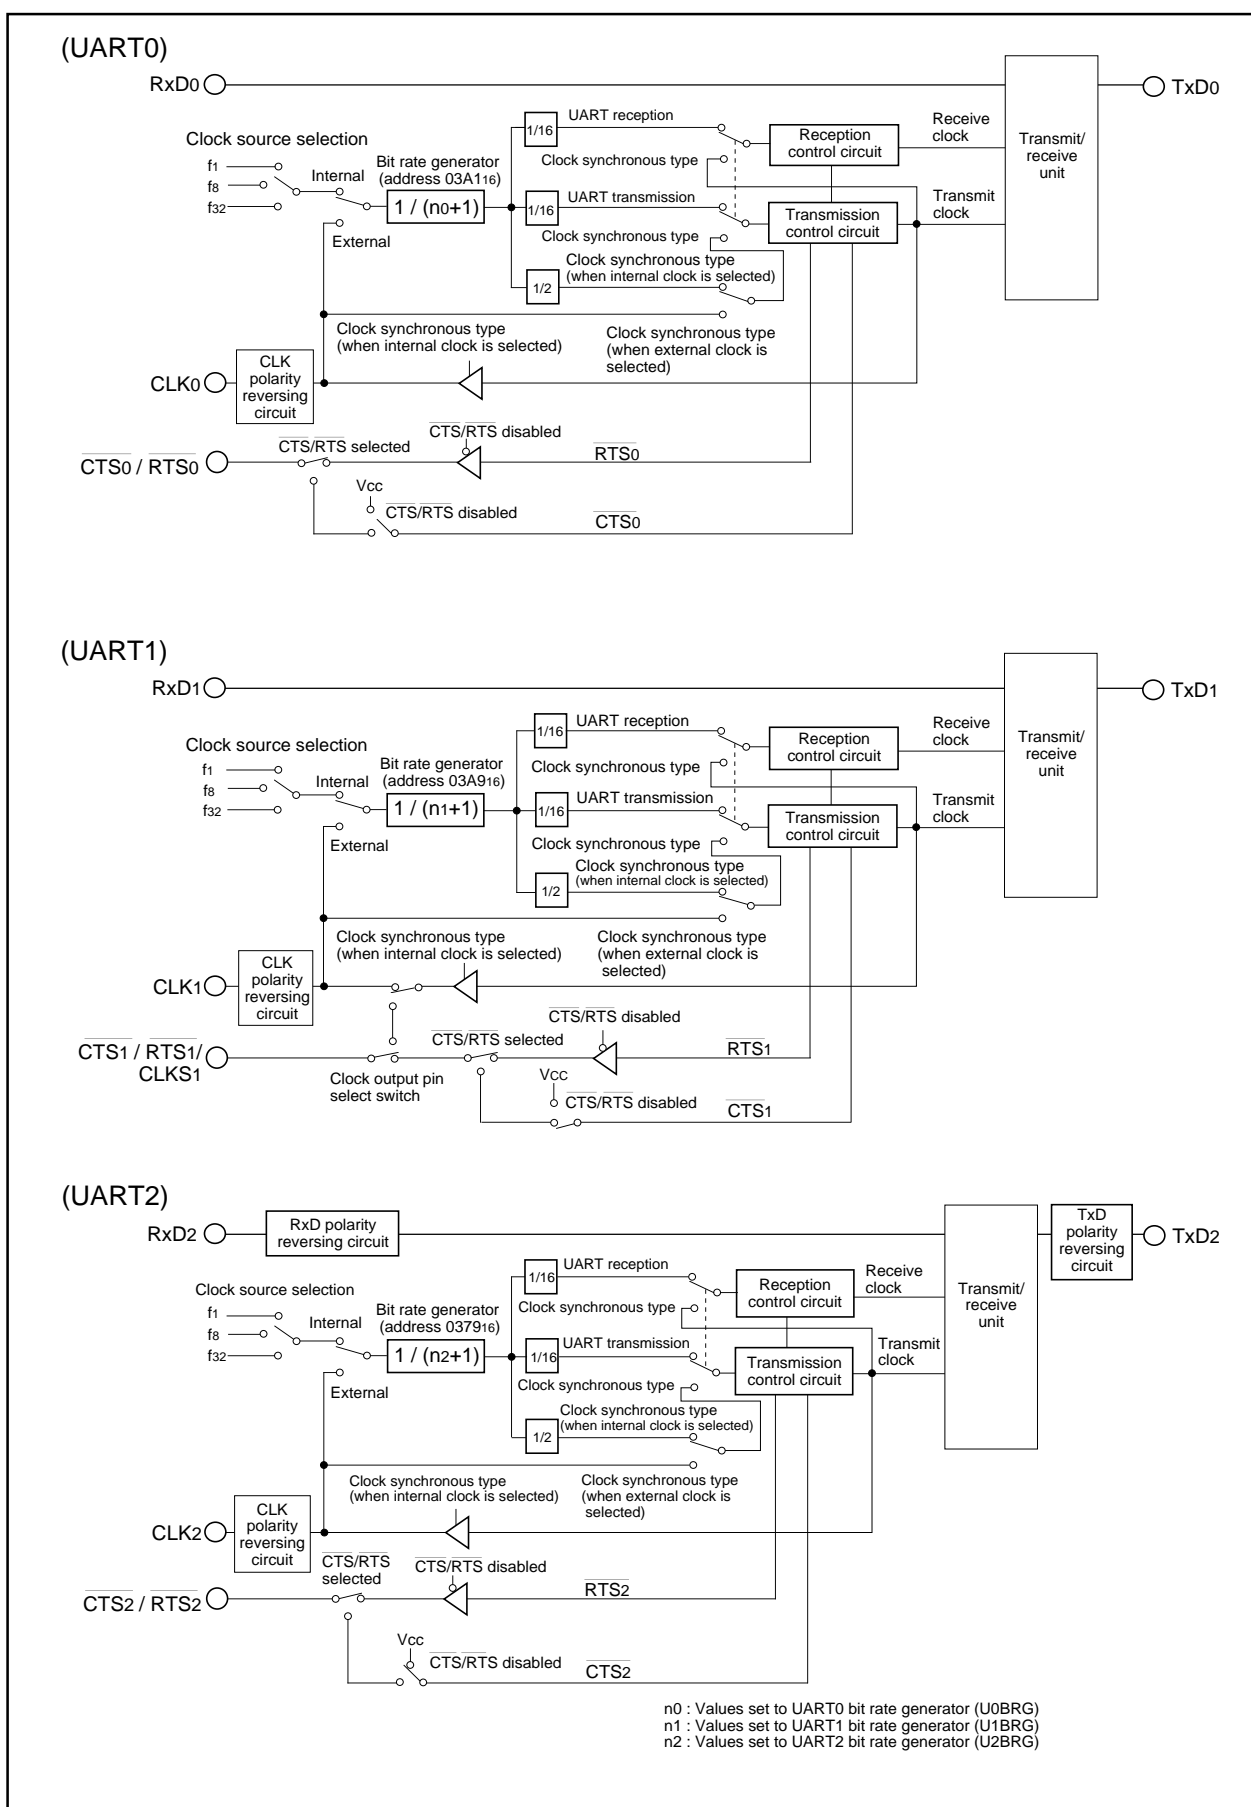 (UART0)
RxD0
TxD0
Clock source selection
f1
f8
f32
Internal
External
Bit rate generator
(address 03A116)
1 / (n0+1)
1/16
UART reception
Clock synchronous type
1/16
UART transmission
Clock synchronous type
Clock synchronous type
(when internal clock is selected)
1/2
Reception
control circuit
Transmission
control circuit
Receive
clock
Transmit
clock
Transmit/
receive
unit
Clock synchronous type
(when internal clock is selected)
Clock synchronous type
(when external clock is
selected)
CLK0
CLK
polarity
reversing
circuit
CTS0 / RTS0
CTS/RTS selected
CTS/RTS disabled
RTS0
Vcc
CTS/RTS disabled
CTS0
(UART1)
RxD1
TxD1
Clock source selection
f1
f8
f32
Internal
External
Bit rate generator
(address 03A916)
1 / (n1+1)
1/16
UART reception
Clock synchronous type
1/16
UART transmission
Clock synchronous type
Clock synchronous type
(when internal clock is selected)
1/2
Reception
control circuit
Transmission
control circuit
Receive
clock
Transmit
clock
Transmit/
receive
unit
Clock synchronous type
(when internal clock is selected)
Clock synchronous type
(when external clock is
selected)
CLK1
CLK
polarity
reversing
circuit
CTS1 / RTS1/
CLKS1
Clock output pin
select switch
CTS/RTS selected
CTS/RTS disabled
RTS1
VCC
CTS/RTS disabled
CTS1
(UART2)
RxD2
RxD polarity
reversing circuit
TxD
polarity
reversing
circuit
TxD2
Clock source selection
f1
f8
f32
Internal
External
Bit rate generator
(address 037916)
1 / (n2+1)
1/16
UART reception
Clock synchronous type
1/16
UART transmission
Clock synchronous type
Clock synchronous type
(when internal clock is selected)
1/2
Reception
control circuit
Transmission
control circuit
Receive
clock
Transmit
clock
Transmit/
receive
unit
Clock synchronous type
(when internal clock is selected)
Clock synchronous type
(when external clock is
selected)
CLK2
CLK
polarity
reversing
circuit
CTS2 / RTS2
CTS/RTS
selected
CTS/RTS disabled
RTS2
Vcc
CTS/RTS disabled
CTS2
n0 : Values set to UART0 bit rate generator (U0BRG)
n1 : Values set to UART1 bit rate generator (U1BRG)
n2 : Values set to UART2 bit rate generator (U2BRG)